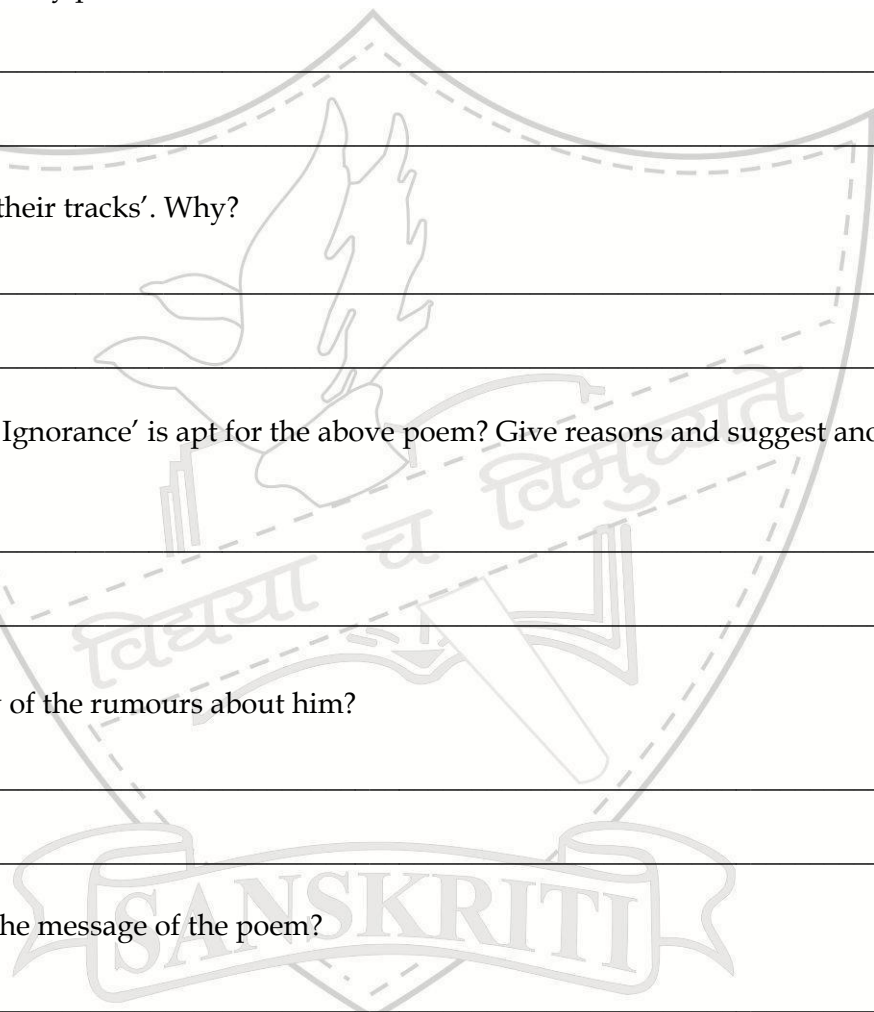 their tracks’. Why?
Ignorance’ is apt for the above poem? Give reasons and suggest
विद्यया च विमुच्यते
of the rumours about him?
SANSKRITI
he message of the poem?